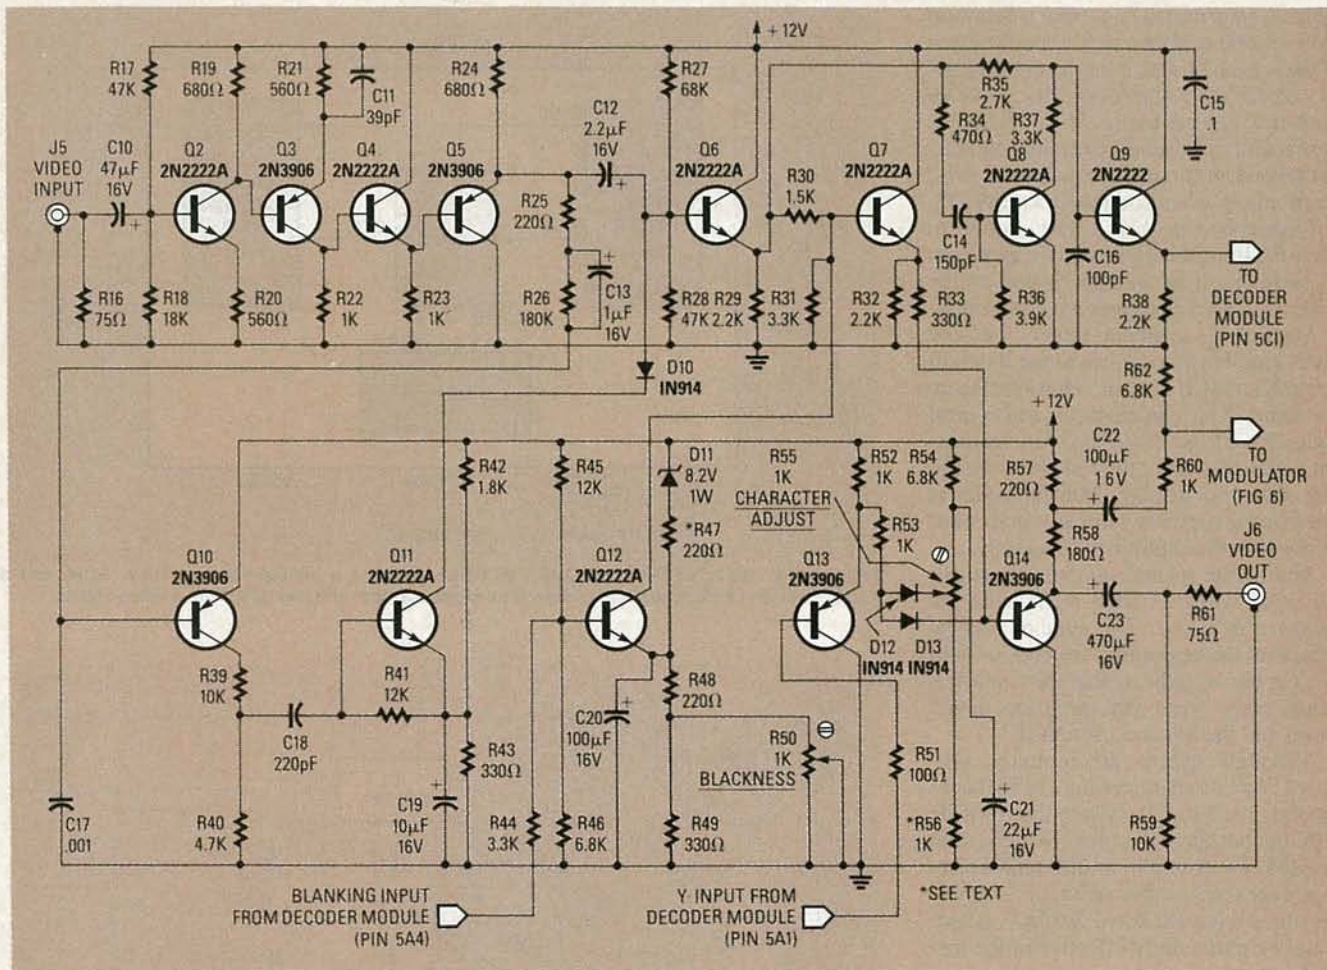 +12V
R17
47K
R19
680Ω
R21
560Ω
C11
39pF
R24
680Ω
C12
2.2µF
16V
R27
68K
R35
2.7K
R34
470Ω
R37
3.3K
C15
.1
J5
VIDEO
INPUT
C10
47µF
16V
Q2
2N2222A
Q3
2N3906
Q4
2N2222A
Q5
2N3906
Q6
2N2222A
Q7
2N2222A
Q8
2N2222A
Q9
2N2222
R30
1.5K
R25
220Ω
C14
150pF
C16
100pF
R16
75Ω
R18
18K
R20
560Ω
R22
1K
R23
1K
R26
180K
C13
1µF
16V
R28
47K
R29
2.2K
R31
3.3K
R32
2.2K
R33
330Ω
R36
3.9K
R38
2.2K
TO
DECODER
MODULE
(PIN 5CI)
D10
IN914
R62
6.8K
+12V
R42
1.8K
R45
12K
D11
8.2V
1W
R55
1K
CHARACTER
ADJUST
R52
1K
R54
6.8K
R57
220Ω
C22
100µF
16V
R60
1K
TO
MODULATOR
(FIG 6)
*R47
220Ω
R53
1K
R58
180Ω
J6
VIDEO
OUT
Q10
2N3906
Q11
2N2222A
Q12
2N2222A
Q13
2N3906
Q14
2N3906
D12
IN914
D13
IN914
C23
470µF
16V
R61
75Ω
R39
10K
R41
12K
R48
220Ω
C18
220pF
C20
100µF
16V
R43
330Ω
R50
1K
BLACKNESS
R51
100Ω
C17
.001
R40
4.7K
C19
10µF
16V
R44
3.3K
R46
6.8K
R49
330Ω
*R56
1K
C21
22µF
16V
R59
10K
BLANKING INPUT
FROM DECODER MODULE
(PIN 5A4)
Y INPUT FROM
DECODER MODULE
(PIN 5A1)
*SEE TEXT